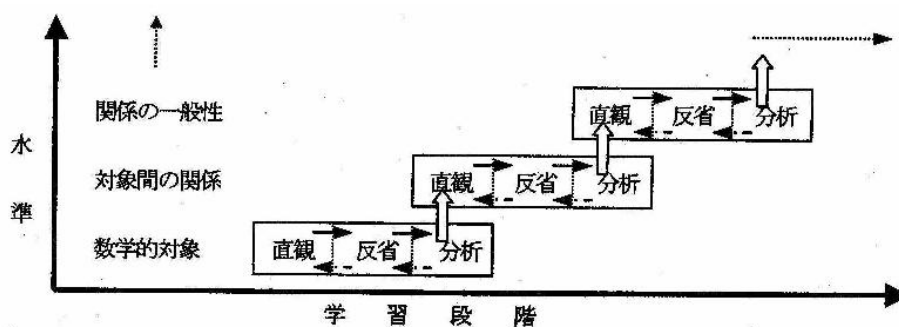 関係の一般性
直観 反省 分析
水準
対象間の関係
直観 反省 分析
数学的対象
直観 反省 分析
学習段階